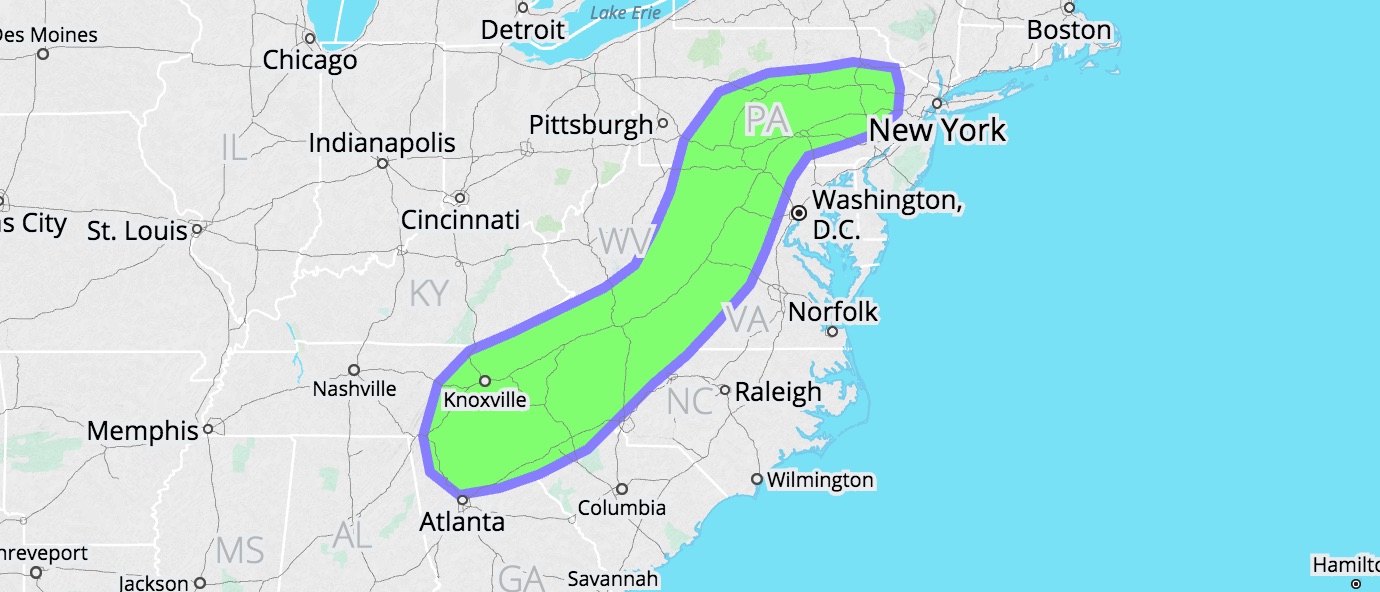 Lake Erie
Boston
Detroit
Des Moines
Chicago
PA
Pittsburgh
New York
IL
Indianapolis
Washington,
D.C.
Cincinnati
s City
St. Louis
WV
KY
VA
Norfolk
Nashville
Knoxville
NC
Raleigh
Memphis
Wilmington
Columbia
Atlanta
AL
MS
hreveport
Hamilto
GA
Savannah
Jackson